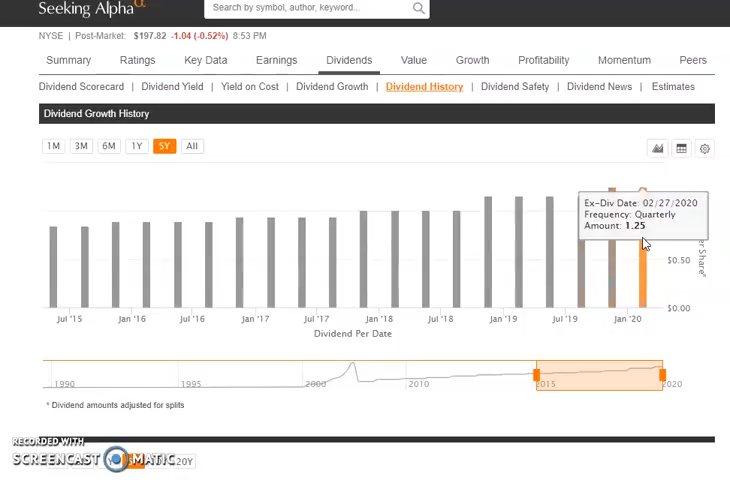 Seeking Alpha α
Search by symbol, author, keyword...
NYSE | Post-Market: $197.82 -1.04 (-0.52%) 8:53 PM
Summary Ratings Key Data Earnings Dividends Value Growth Profitability Momentum Peers
Dividend Scorecard | Dividend Yield | Yield on Cost | Dividend Growth | Dividend History | Dividend Safety | Dividend News | Estimates
Dividend Growth History
1M 3M 6M 1Y 5Y All
Ex-Div Date: 02/27/2020
Frequency: Quarterly
Amount: 1.25
er Share*
$0.50
$0.00
Jul '15 Jan '16 Jul '16 Jan '17 Jul '17 Jan '18 Jul '18 Jan '19 Jul '19 Jan '20
Dividend Per Date
1990 1995 2000 2010 2015 2020
* Dividend amounts adjusted for splits
RECORDED WITH
SCREENCAST MATIC
20Y